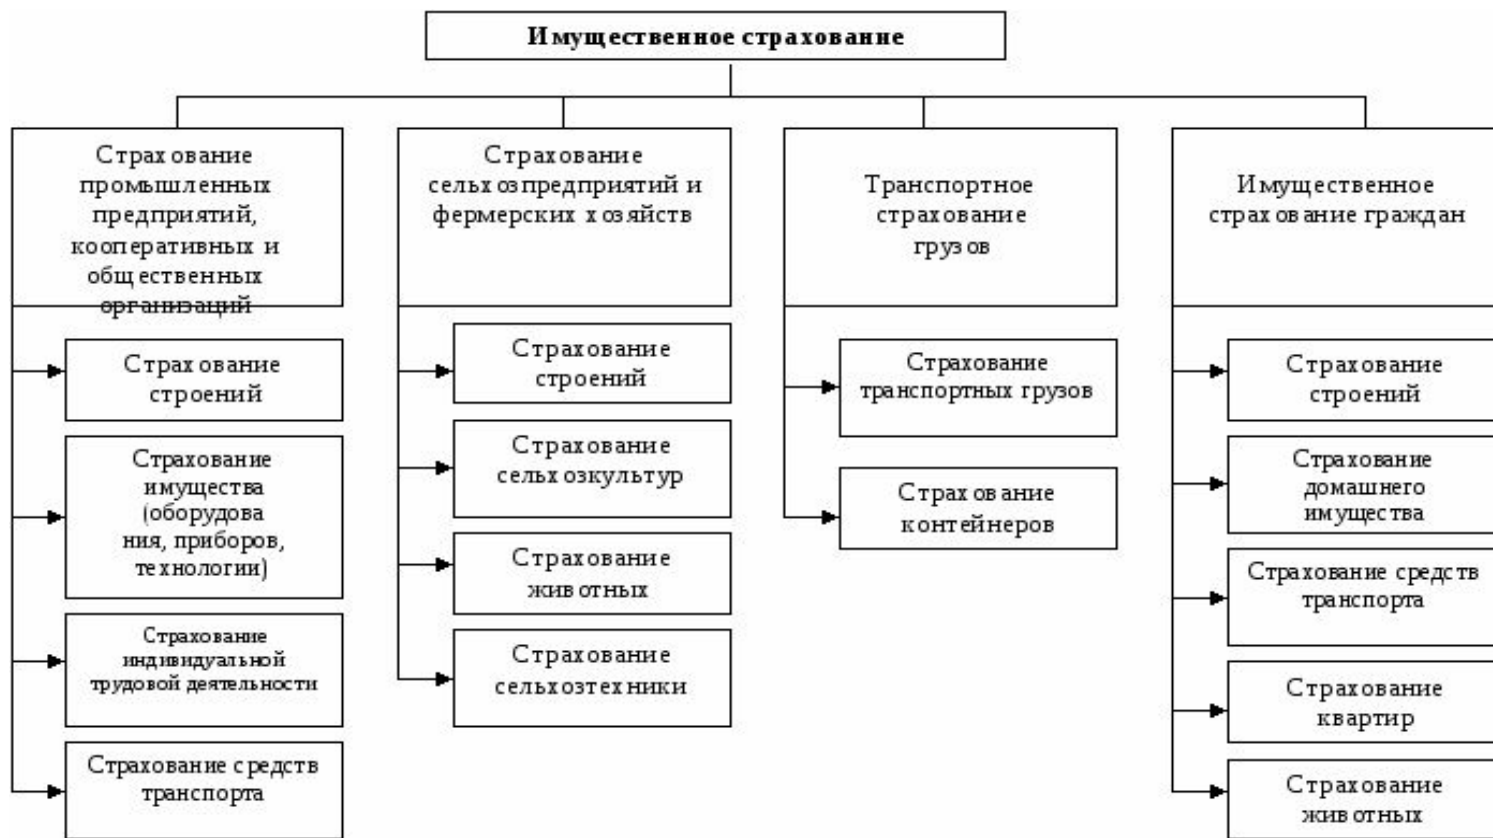 Имущественное страхование
Страхование
промышленных
предприятий,
кооперативных и
общественных
организаций
Страхование
строений
Страхование
имущества
(оборудова
ния, приборов,
технологии)
Страхование
индивидуальной
трудовой деятельности
Страхование средств
транспорта
Страхование
сельхозпредприятий и
фермерских хозяйств
Страхование
строений
Страхование
сельхозкультур
Страхование
животных
Страхование
сельхозтехники
Транспортное
страхование
грузов
Страхование
транспортных грузов
Страхование
контейнеров
Имущественное
страхование граждан
Страхование
строений
Страхование
домашнего
имущества
Страхование средств
транспорта
Страхование
квартир
Страхование
животных